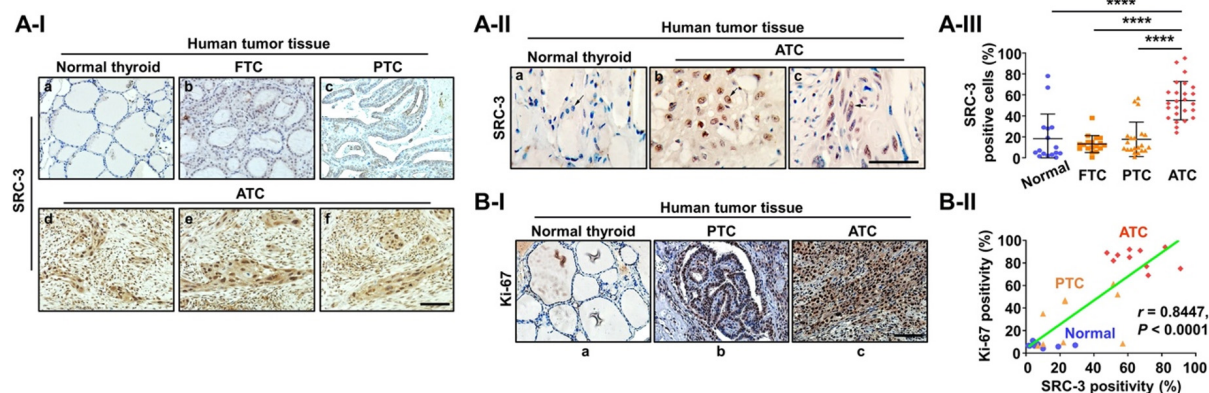 A-I
Human tumor tissue
Normal thyroid FTC PTC
a b c
SRC-3
ATC
d e f
A-II
Human tumor tissue
Normal thyroid ATC
a b c
SRC-3
A-III
****
****
****
SRC-3
positive cells (%)
100
80
60
40
20
0
Normal FTC PTC ATC
B-I
Human tumor tissue
Normal thyroid PTC ATC
Ki-67
a b c
B-II
Ki-67 positivity (%)
100
80
60
40
20
0
ATC
PTC
Normal
r = 0.8447,
P < 0.0001
0 20 40 60 80 100
SRC-3 positivity (%)